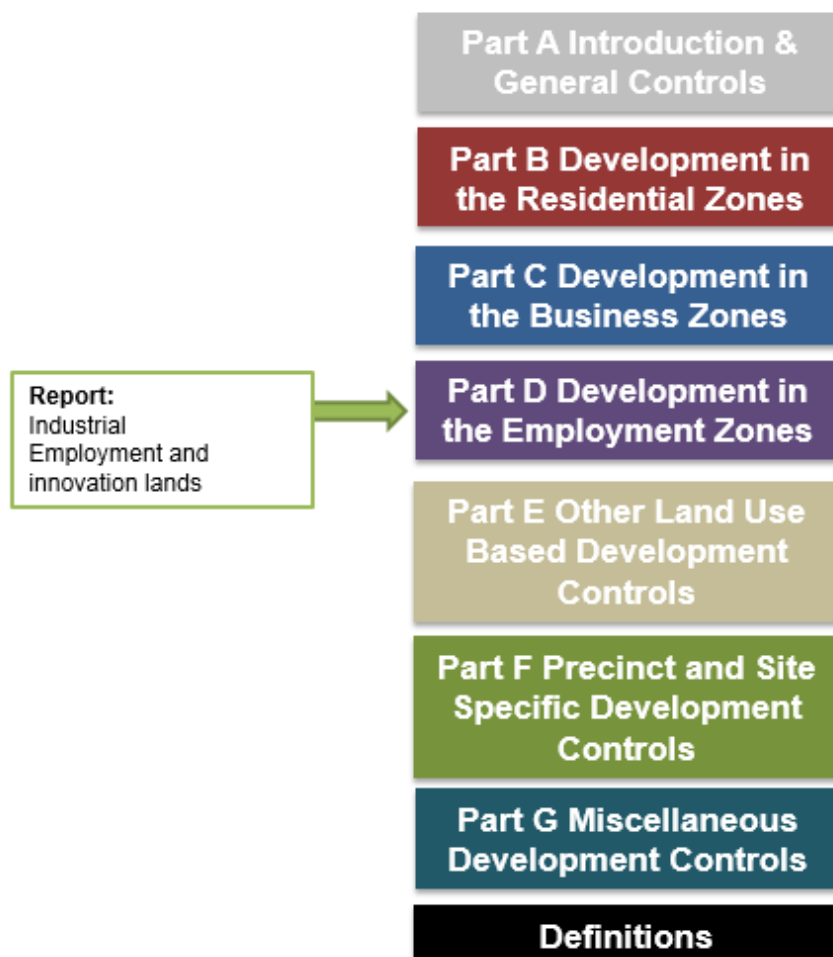 Part A Introduction &
General Controls
Part B Development in
the Residential Zones
Part C Development in
the Business Zones
Report:
Industrial
Employment and
innovation lands
Part D Development in
the Employment Zones
Part E Other Land Use
Based Development
Controls
Part F Precinct and Site
Specific Development
Controls
Part G Miscellaneous
Development Controls
Definitions